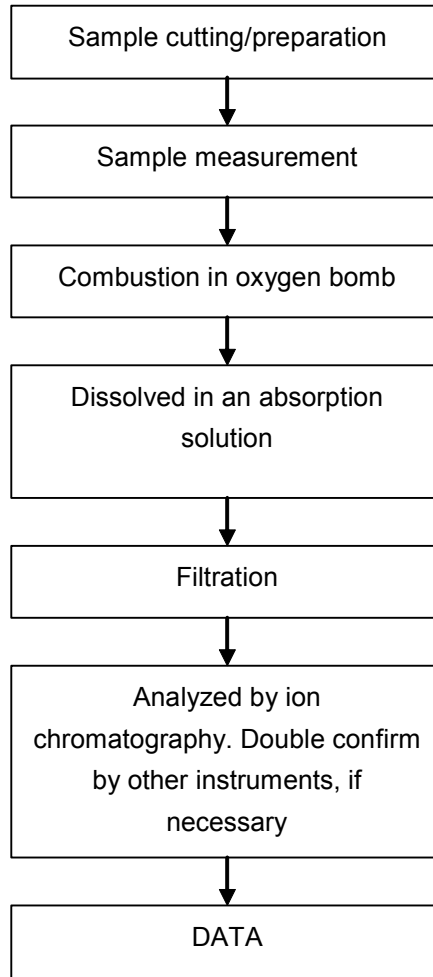 Sample cutting/preparation
Sample measurement
Combustion in oxygen bomb
Dissolved in an absorption
solution
Filtration
Analyzed by ion
chromatography. Double confirm
by other instruments, if
necessary
DATA